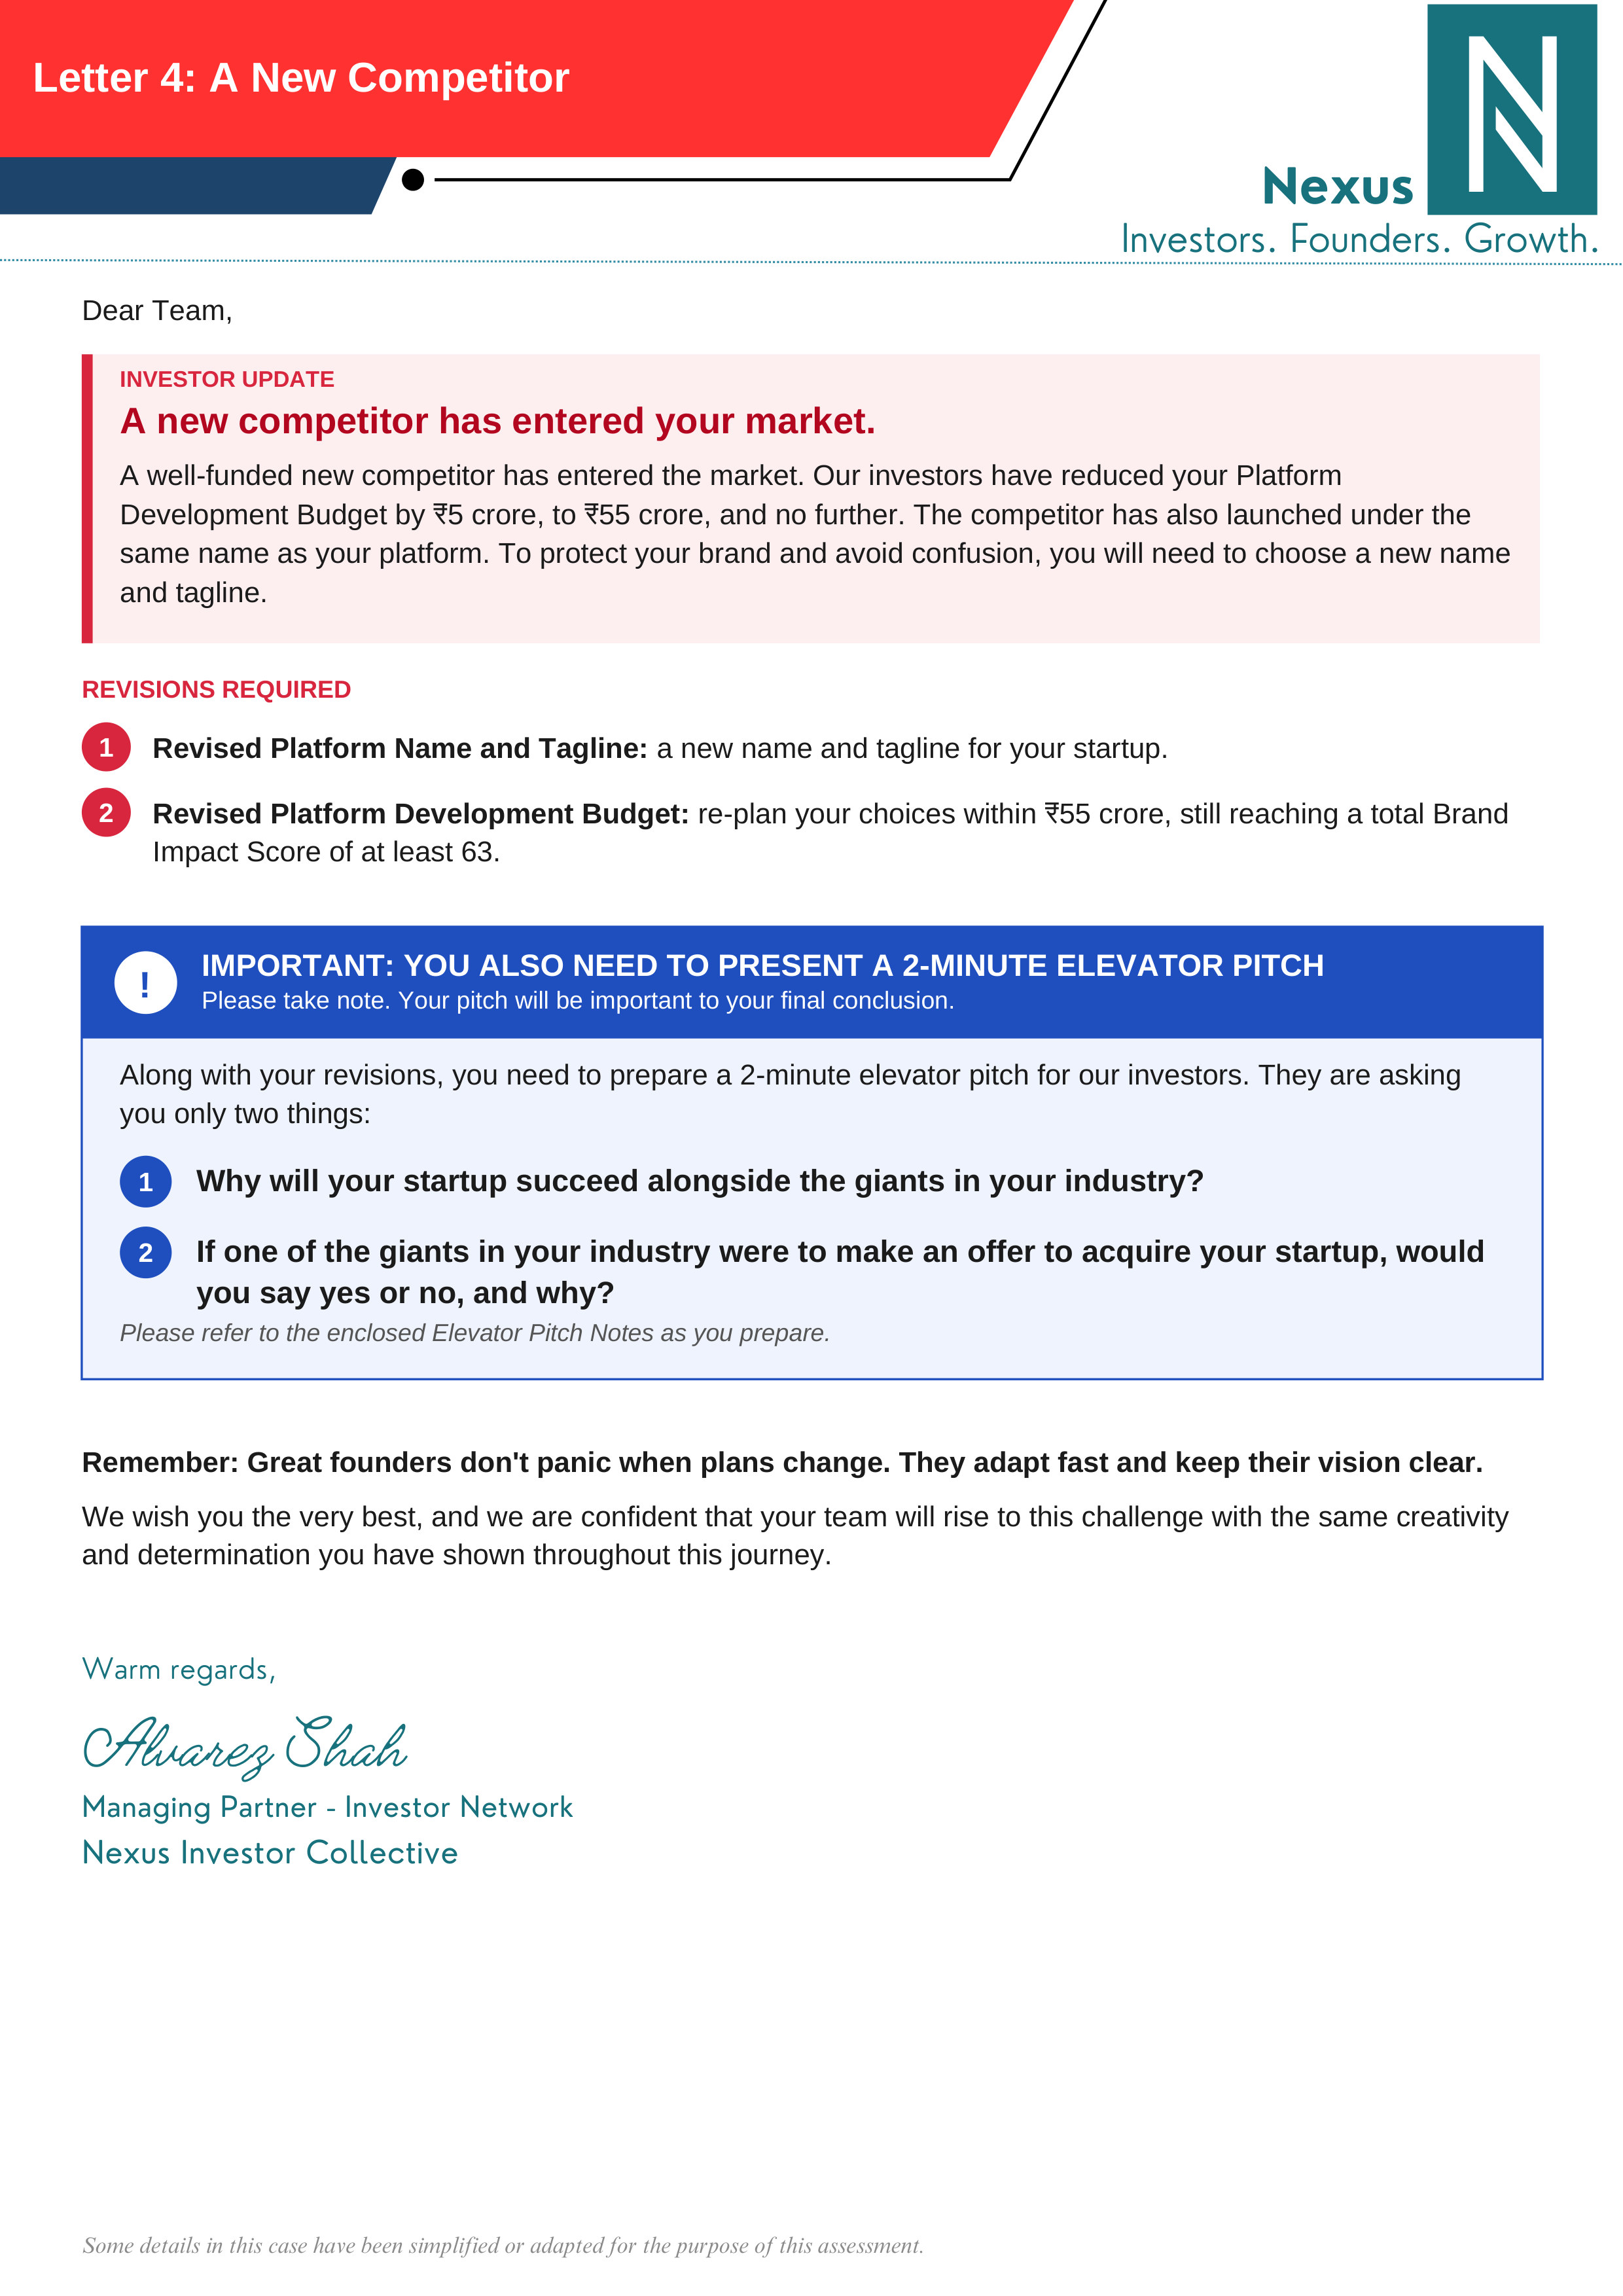 Letter 4: A New Competitor
N
Nexus
Investors. Founders. Growth.
Dear Team,
INVESTOR UPDATE
A new competitor has entered your market.
A well-funded new competitor has entered the market. Our investors have reduced your Platform
Development Budget by ₹5 crore, to ₹55 crore, and no further. The competitor has also launched under the
same name as your platform. To protect your brand and avoid confusion, you will need to choose a new name
and tagline.
REVISIONS REQUIRED
1 Revised Platform Name and Tagline: a new name and tagline for your startup.
2 Revised Platform Development Budget: re-plan your choices within ₹55 crore, still reaching a total Brand
Impact Score of at least 63.
! IMPORTANT: YOU ALSO NEED TO PRESENT A 2-MINUTE ELEVATOR PITCH
Please take note. Your pitch will be important to your final conclusion.
Along with your revisions, you need to prepare a 2-minute elevator pitch for our investors. They are asking
you only two things:
1 Why will your startup succeed alongside the giants in your industry?
2 If one of the giants in your industry were to make an offer to acquire your startup, would
you say yes or no, and why?
Please refer to the enclosed Elevator Pitch Notes as you prepare.
Remember: Great founders don't panic when plans change. They adapt fast and keep their vision clear.
We wish you the very best, and we are confident that your team will rise to this challenge with the same creativity
and determination you have shown throughout this journey.
Warm regards,
Alvarez Shah
Managing Partner - Investor Network
Nexus Investor Collective
Some details in this case have been simplified or adapted for the purpose of this assessment.